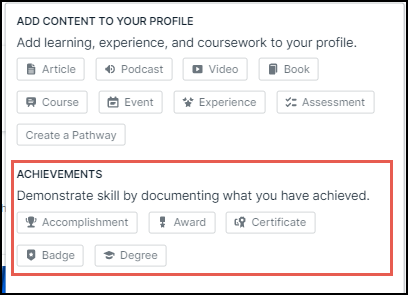 ADD CONTENT TO YOUR PROFILE
Add learning, experience, and coursework to your profile.
Article Podcast Video Book
Course Event Experience Assessment
Create a Pathway
ACHIEVEMENTS
Demonstrate skill by documenting what you have achieved.
Accomplishment Award Certificate
Badge Degree